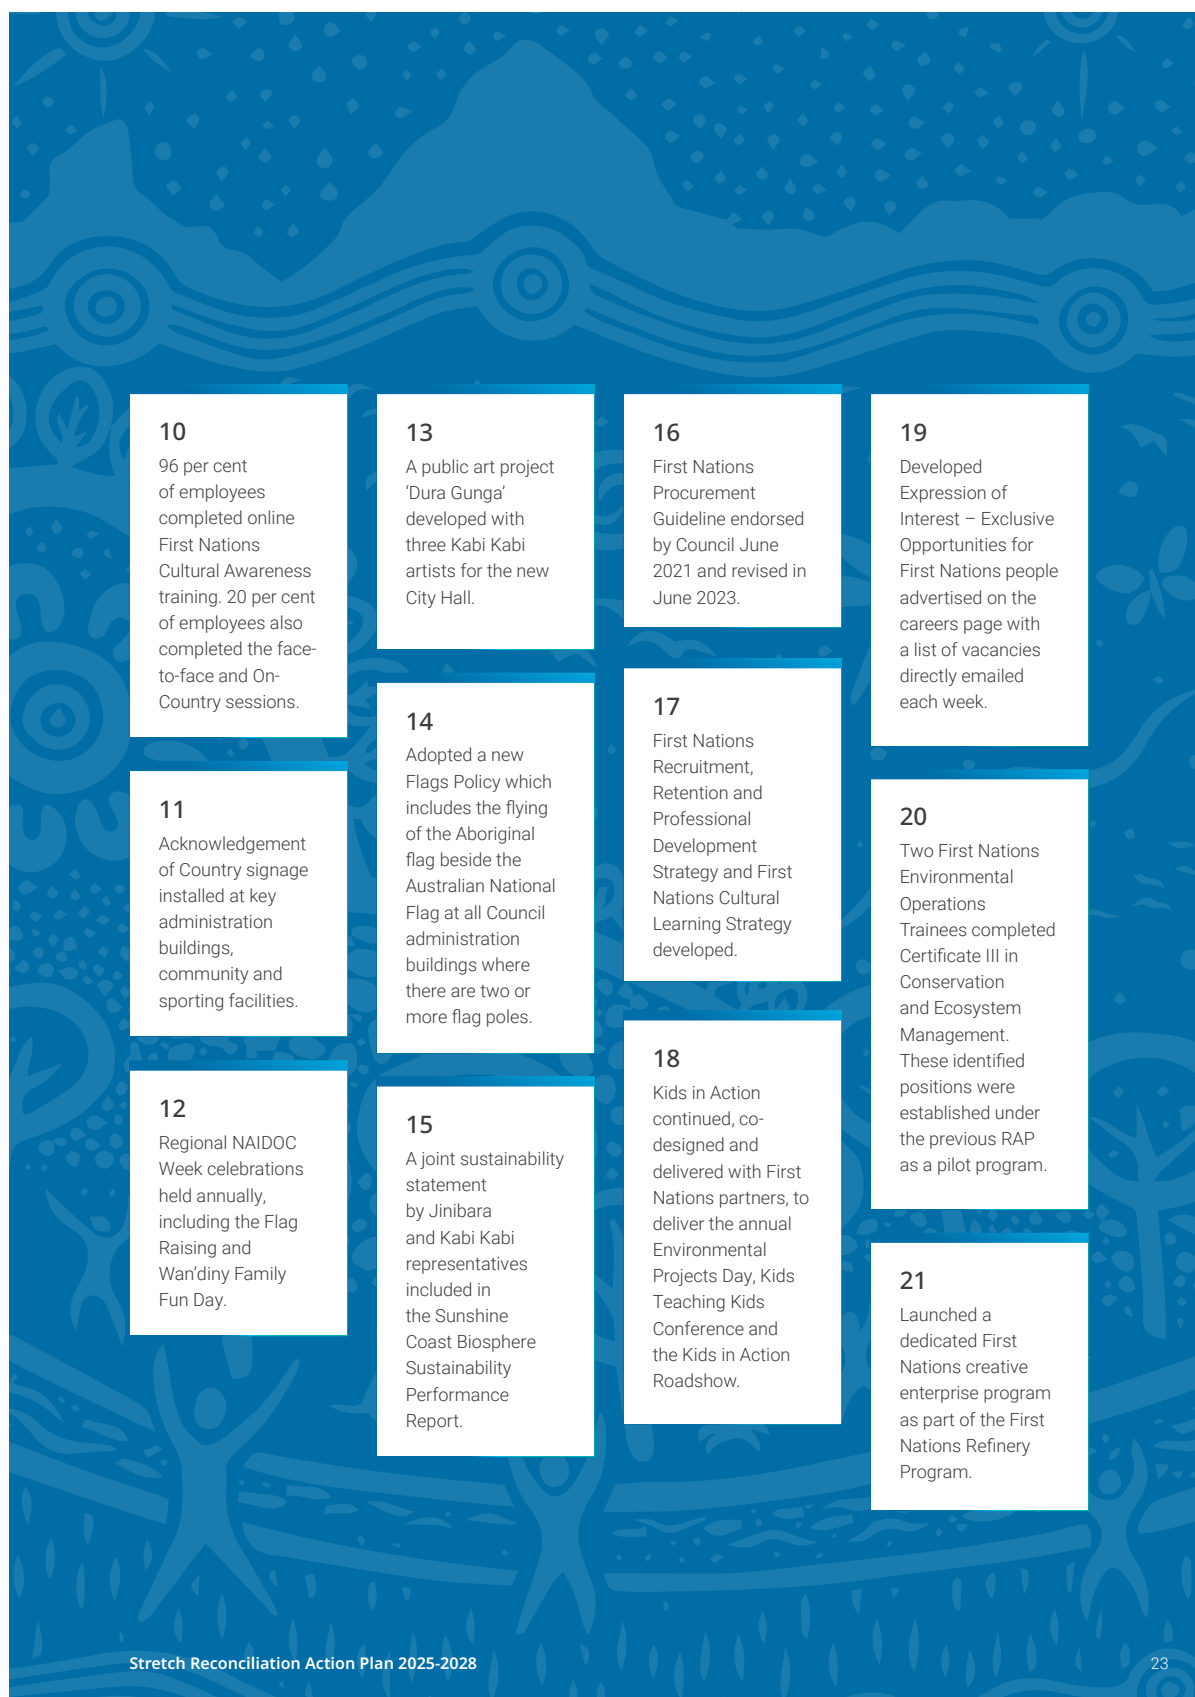 10
96 per cent
of employees
completed online
First Nations
Cultural Awareness
training. 20 per cent
of employees also
completed the face-
to-face and On-
Country sessions.
11
Acknowledgement
of Country signage
installed at key
administration
buildings,
community and
sporting facilities.
12
Regional NAIDOC
Week celebrations
held annually,
including the Flag
Raising and
Wan’diny Family
Fun Day.
13
A public art project
‘Dura Gunga’
developed with
three Kabi Kabi
artists for the new
City Hall.
14
Adopted a new
Flags Policy which
includes the flying
of the Aboriginal
flag beside the
Australian National
Flag at all Council
administration
buildings where
there are two or
more flag poles.
15
A joint sustainability
statement
by Jinibara
and Kabi Kabi
representatives
included in
the Sunshine
Coast Biosphere
Sustainability
Performance
Report.
16
First Nations
Procurement
Guideline endorsed
by Council June
2021 and revised in
June 2023.
17
First Nations
Recruitment,
Retention and
Professional
Development
Strategy and First
Nations Cultural
Learning Strategy
developed.
18
Kids in Action
continued, co-
designed and
delivered with First
Nations partners, to
deliver the annual
Environmental
Projects Day, Kids
Teaching Kids
Conference and
the Kids in Action
Roadshow.
19
Developed
Expression of
Interest – Exclusive
Opportunities for
First Nations people
advertised on the
careers page with
a list of vacancies
directly emailed
each week.
20
Two First Nations
Environmental
Operations
Trainees completed
Certificate III in
Conservation
and Ecosystem
Management.
These identified
positions were
established under
the previous RAP
as a pilot program.
21
Launched a
dedicated First
Nations creative
enterprise program
as part of the First
Nations Refinery
Program.
Stretch Reconciliation Action Plan 2025-2028
23